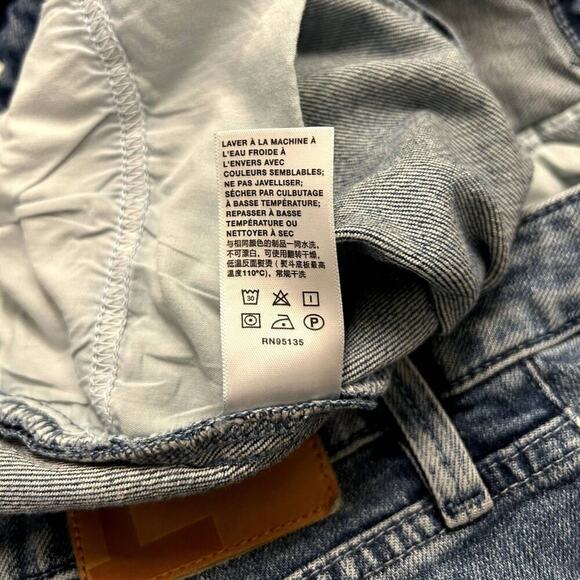 LAVER À LA MACHINE À
L'EAU FROIDE À
L'ENVERS AVEC
COULEURS SEMBLABLES;
NE PAS JAVELLISER;
SÉCHER PAR CULBUTAGE
À BASSE TEMPÉRATURE;
REPASSER À BASSE
TEMPÉRATURE OU
NETTOYER À SEC
与相同颜色的制品一同水洗,
不可漂白, 可使用翻转干燥,
低温反面熨烫 ( 熨斗底板最高
温度110°C ), 常规干洗
30
P
RN95135